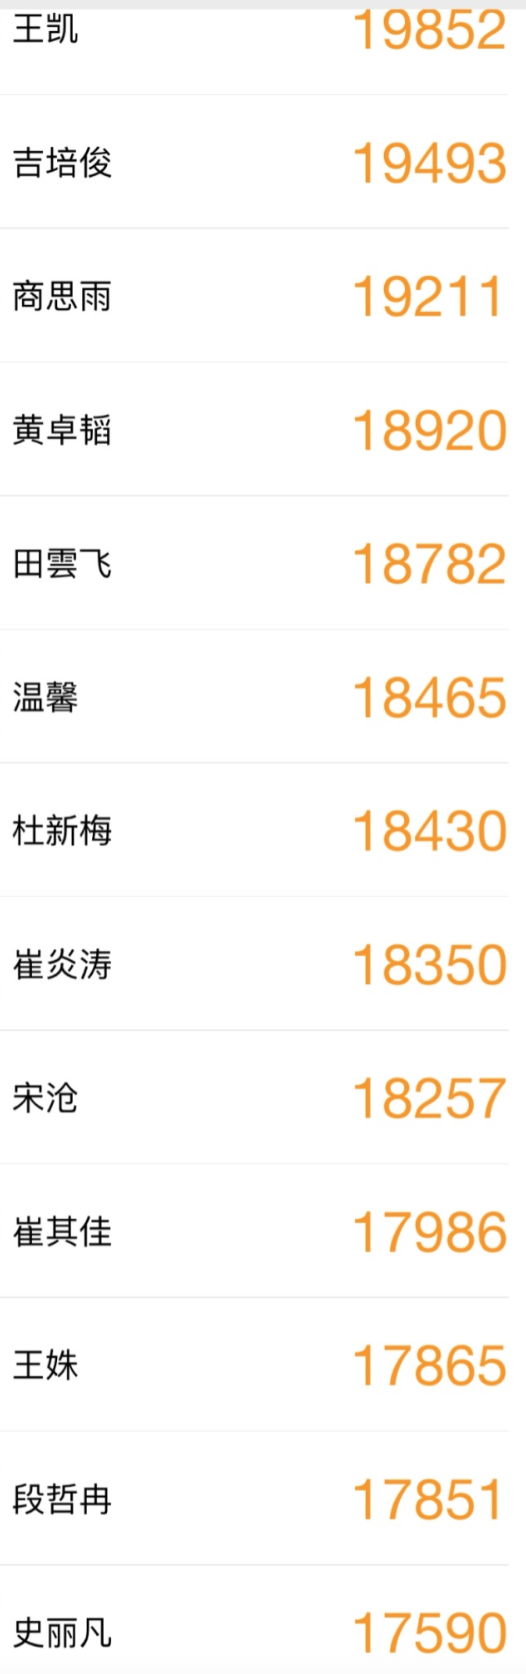 王凯 19852
吉培俊 19493
商思雨 19211
黄卓韬 18920
田雲飞 18782
温馨 18465
杜新梅 18430
崔炎涛 18350
宋沧 18257
崔其佳 17986
王姝 17865
段哲冉 17851
史丽凡 17590